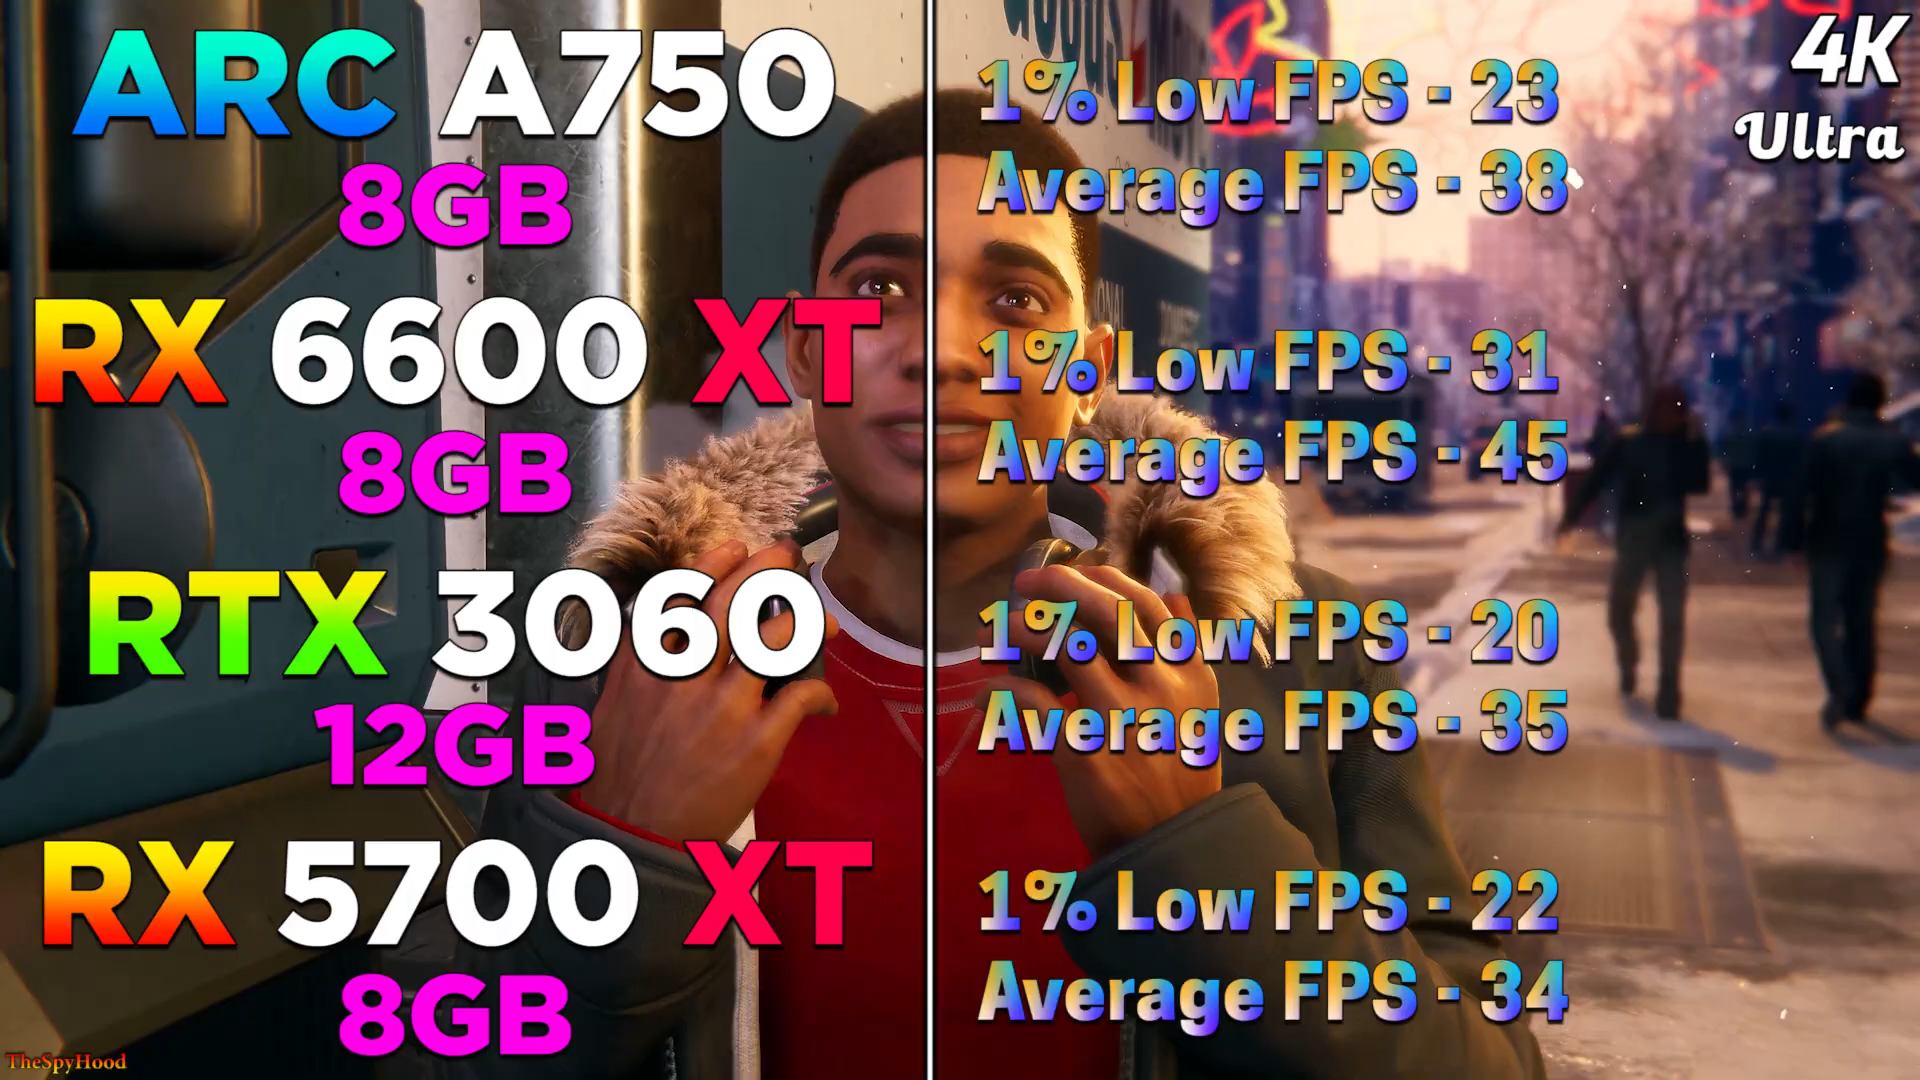 ARC A750
8GB
1% Low FPS - 23
Average FPS - 38
4K
Ultra
RX 6600 XT
8GB
1% Low FPS - 31
Average FPS - 45
RTX 3060
12GB
1% Low FPS - 20
Average FPS - 35
RX 5700 XT
8GB
1% Low FPS - 22
Average FPS - 34
TheSpyHood